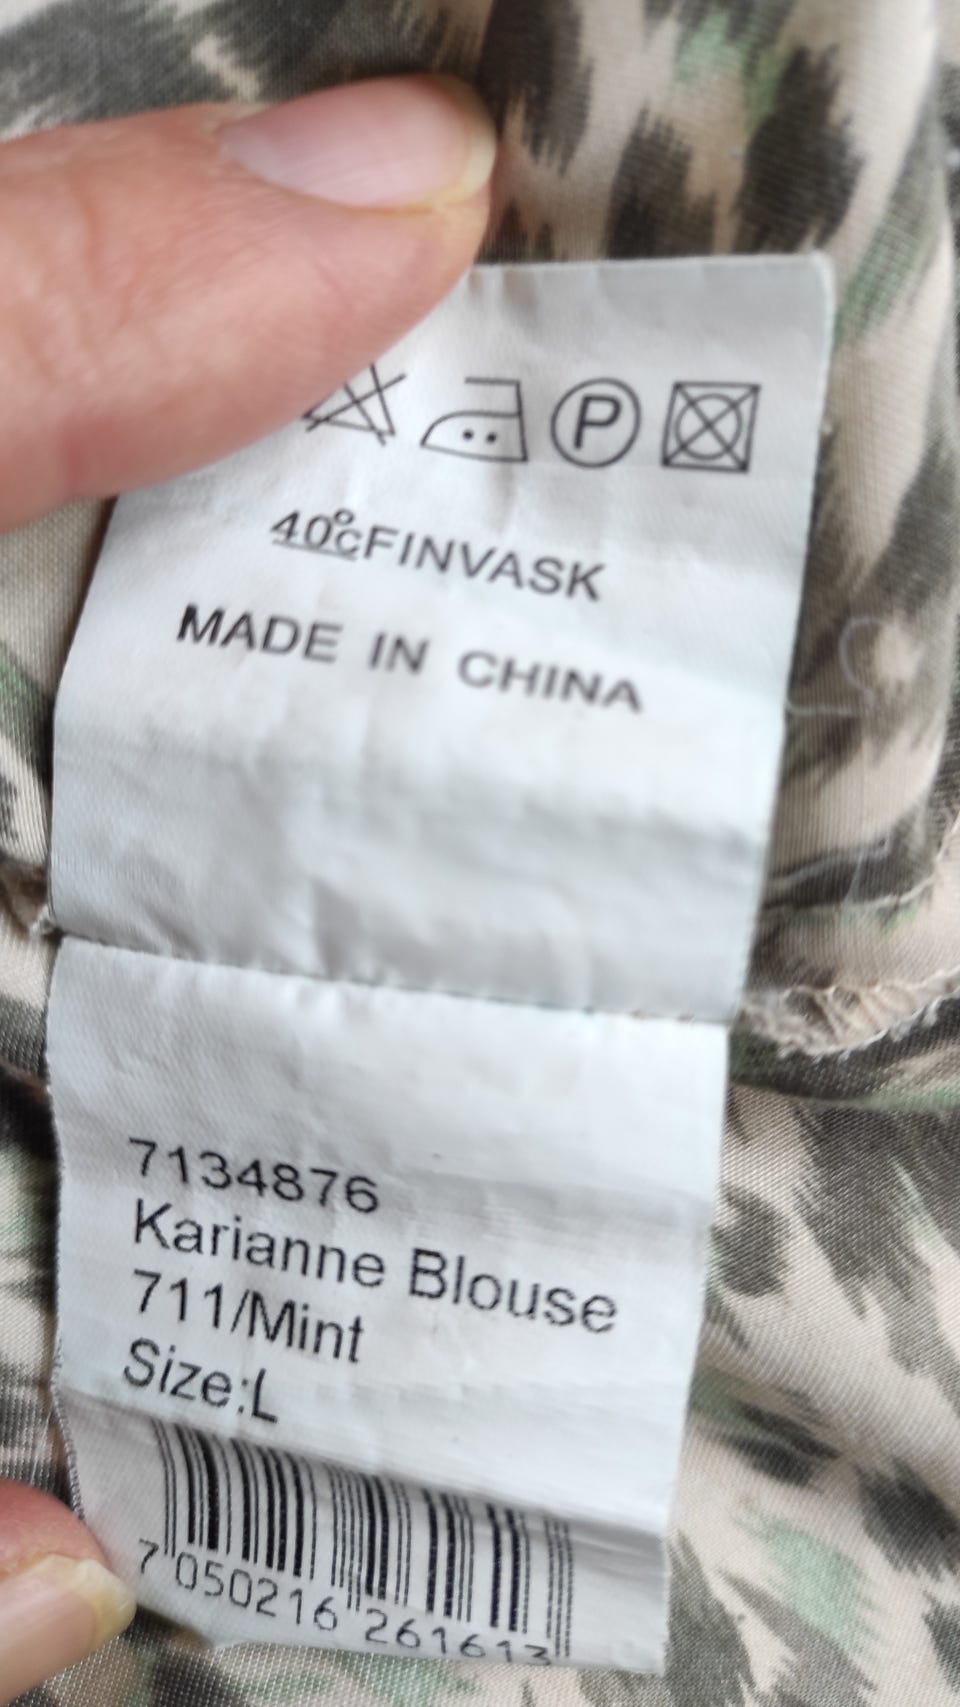 P
40°CFINVASK
MADE IN CHINA
7134876
Karianne Blouse
711/Mint
Size:L
7 050216 261613